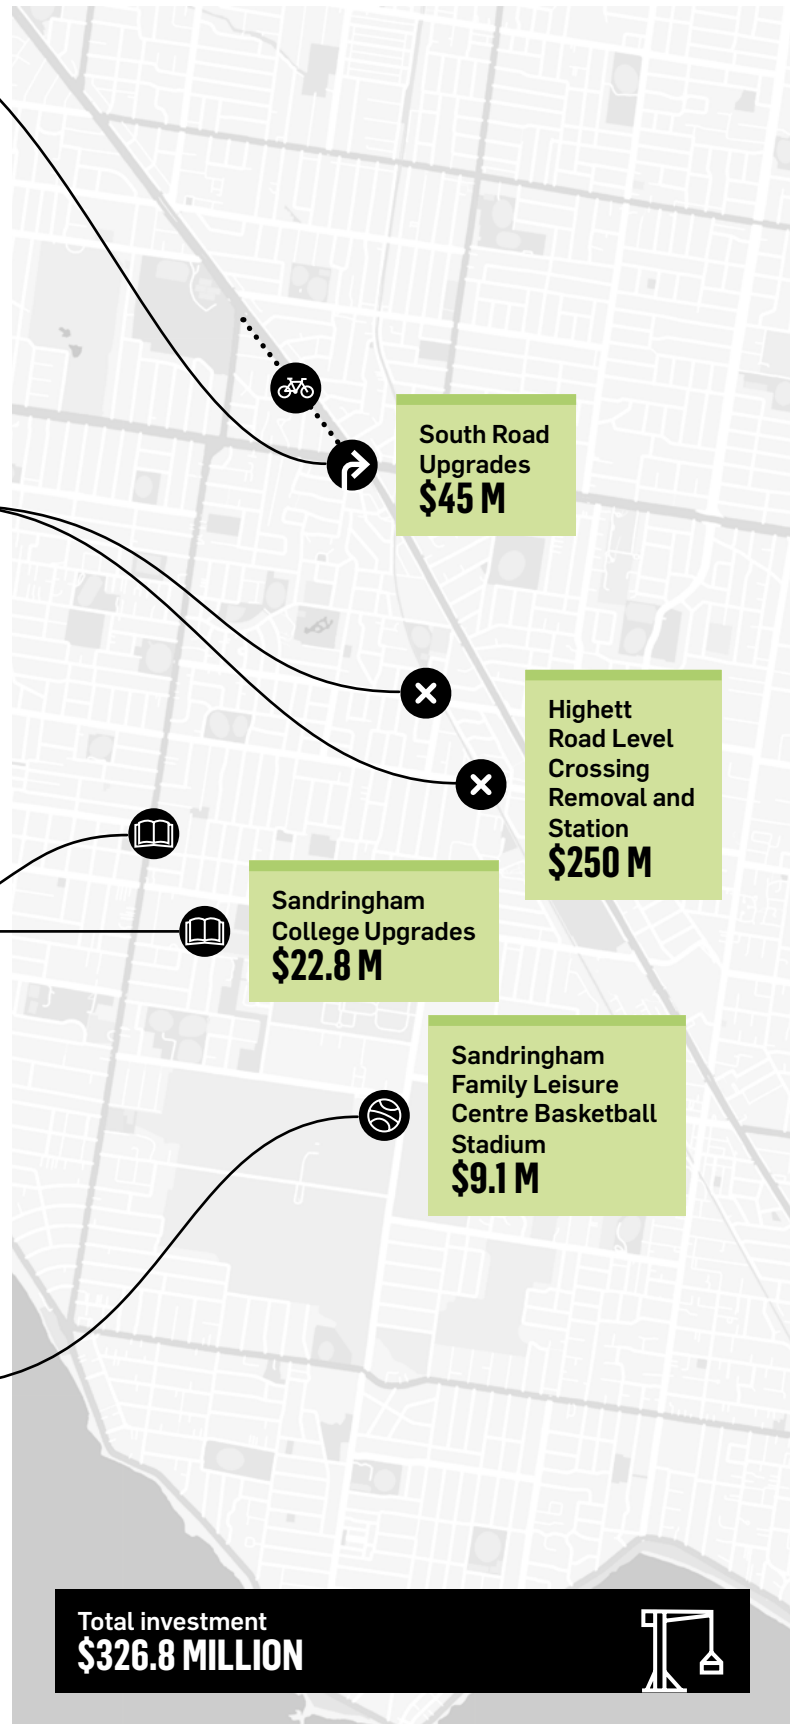 South Road
Upgrades
$45 M
Highett
Road Level
Crossing
Removal and
Station
$250 M
Sandringham
College Upgrades
$22.8 M
Sandringham
Family Leisure
Centre Basketball
Stadium
$9.1 M
Total investment
$326.8 MILLION